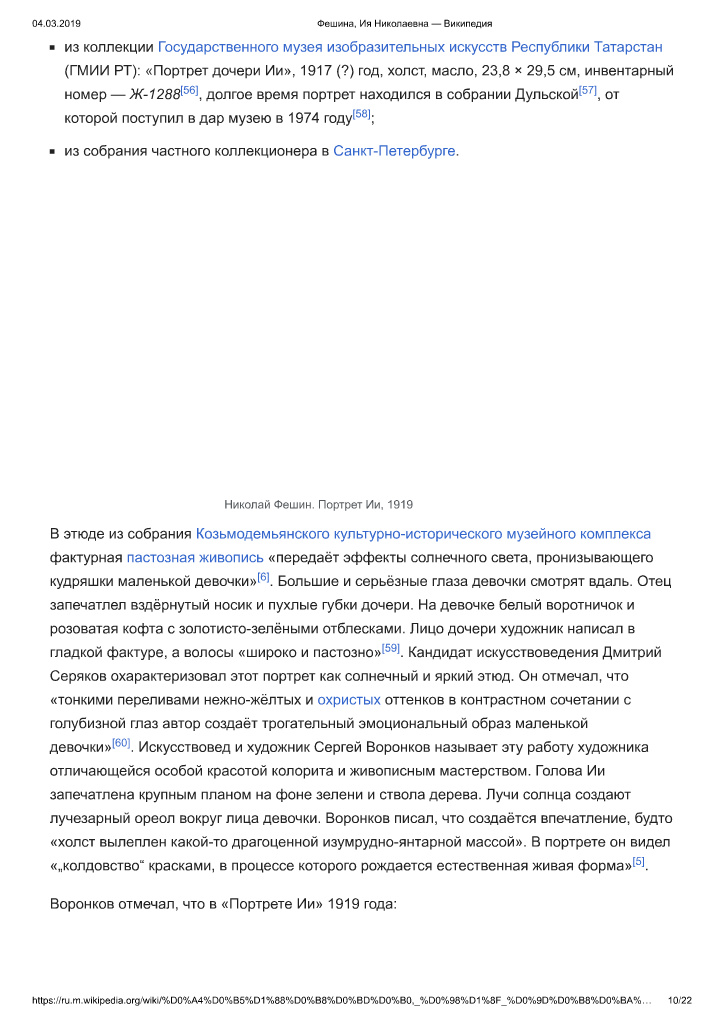 04.03.2019
Фешина, Ия Николаевна — Википедия
▪ из коллекции Государственного музея изобразительных искусств Республики Татарстан
(ГМИИ РТ): «Портрет дочери Ии», 1917 (?) год, холст, масло, 23,8 × 29,5 см, инвентарный
номер — Ж-1288[56], долгое время портрет находился в собрании Дульской[57], от
которой поступил в дар музею в 1974 году[58];
▪ из собрания частного коллекционера в Санкт-Петербурге.
Николай Фешин. Портрет Ии, 1919
В этюде из собрания Козьмодемьянского культурно-исторического музейного комплекса
фактурная пастозная живопись «передаёт эффекты солнечного света, пронизывающего
кудряшки маленькой девочки»[6]. Большие и серьёзные глаза девочки смотрят вдаль. Отец
запечатлел вздёрнутый носик и пухлые губки дочери. На девочке белый воротничок и
розоватая кофта с золотисто-зелёными отблесками. Лицо дочери художник написал в
гладкой фактуре, а волосы «широко и пастозно»[59]. Кандидат искусствоведения Дмитрий
Серяков охарактеризовал этот портрет как солнечный и яркий этюд. Он отмечал, что
«тонкими переливами нежно-жёлтых и охристых оттенков в контрастном сочетании с
голубизной глаз автор создаёт трогательный эмоциональный образ маленькой
девочки»[60]. Искусствовед и художник Сергей Воронков называет эту работу художника
отличающейся особой красотой колорита и живописным мастерством. Голова Ии
запечатлена крупным планом на фоне зелени и ствола дерева. Лучи солнца создают
лучезарный ореол вокруг лица девочки. Воронков писал, что создаётся впечатление, будто
«холст вылеплен какой-то драгоценной изумрудно-янтарной массой». В портрете он видел
«„колдовство“ красками, в процессе которого рождается естественная живая форма»[5].
Воронков отмечал, что в «Портрете Ии» 1919 года:
https://ru.m.wikipedia.org/wiki/%D0%A4%D0%B5%D1%88%D0%B8%D0%BD%D0%B0,_%D0%98%D1%8F_%D0%9D%D0%B8%D0%BA%…
10/22